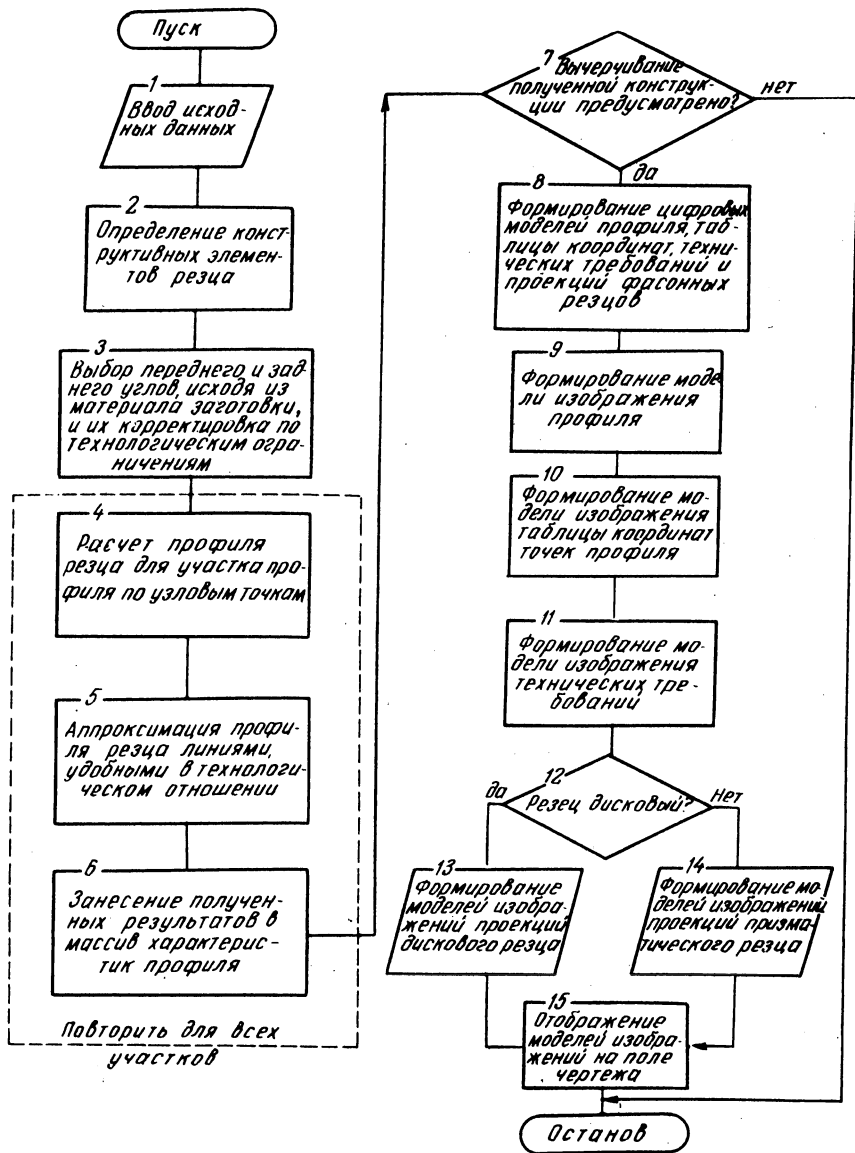 Пуск
1
Ввод исход-
ных данных
2
Определение конст-
руктивных элемен-
тов резца
3
Выбор переднего и зад
него углов, исходя из
материала заготовки,
и их корректировка по
технологическим огра-
ничениям
4
Расчет профиля
резца для участка про-
филя по узловым точкам
5
Аппроксимация профи-
ля резца линиями,
удобными в технологи-
ческом отношении
6
Занесение получен-
ных результатов в
массив характерис-
тик профиля
Повторить для всех
участков
7
Вычерчивание
полученной конструк-
ции предусмотрено?
нет
да
8
Формирование цифровых
моделей профиля, таб-
лицы координат, техни-
ческих требований и
проекций фасонных
резцов
9
Формирование моде-
ли изображения
профиля
10
Формирование мо-
дели изображения
таблицы координат
точек профиля
11
Формирование мо-
дели изображения
технических тре-
бований
12
да
Резец дисковый?
нет
13
Формирование
моделей изобра-
жений проекций
дискового резца
14
Формирование мо-
делей изображений
проекций призма-
тического резца
15
Отображение
моделей изобра-
жений на поле
чертежа
Останов